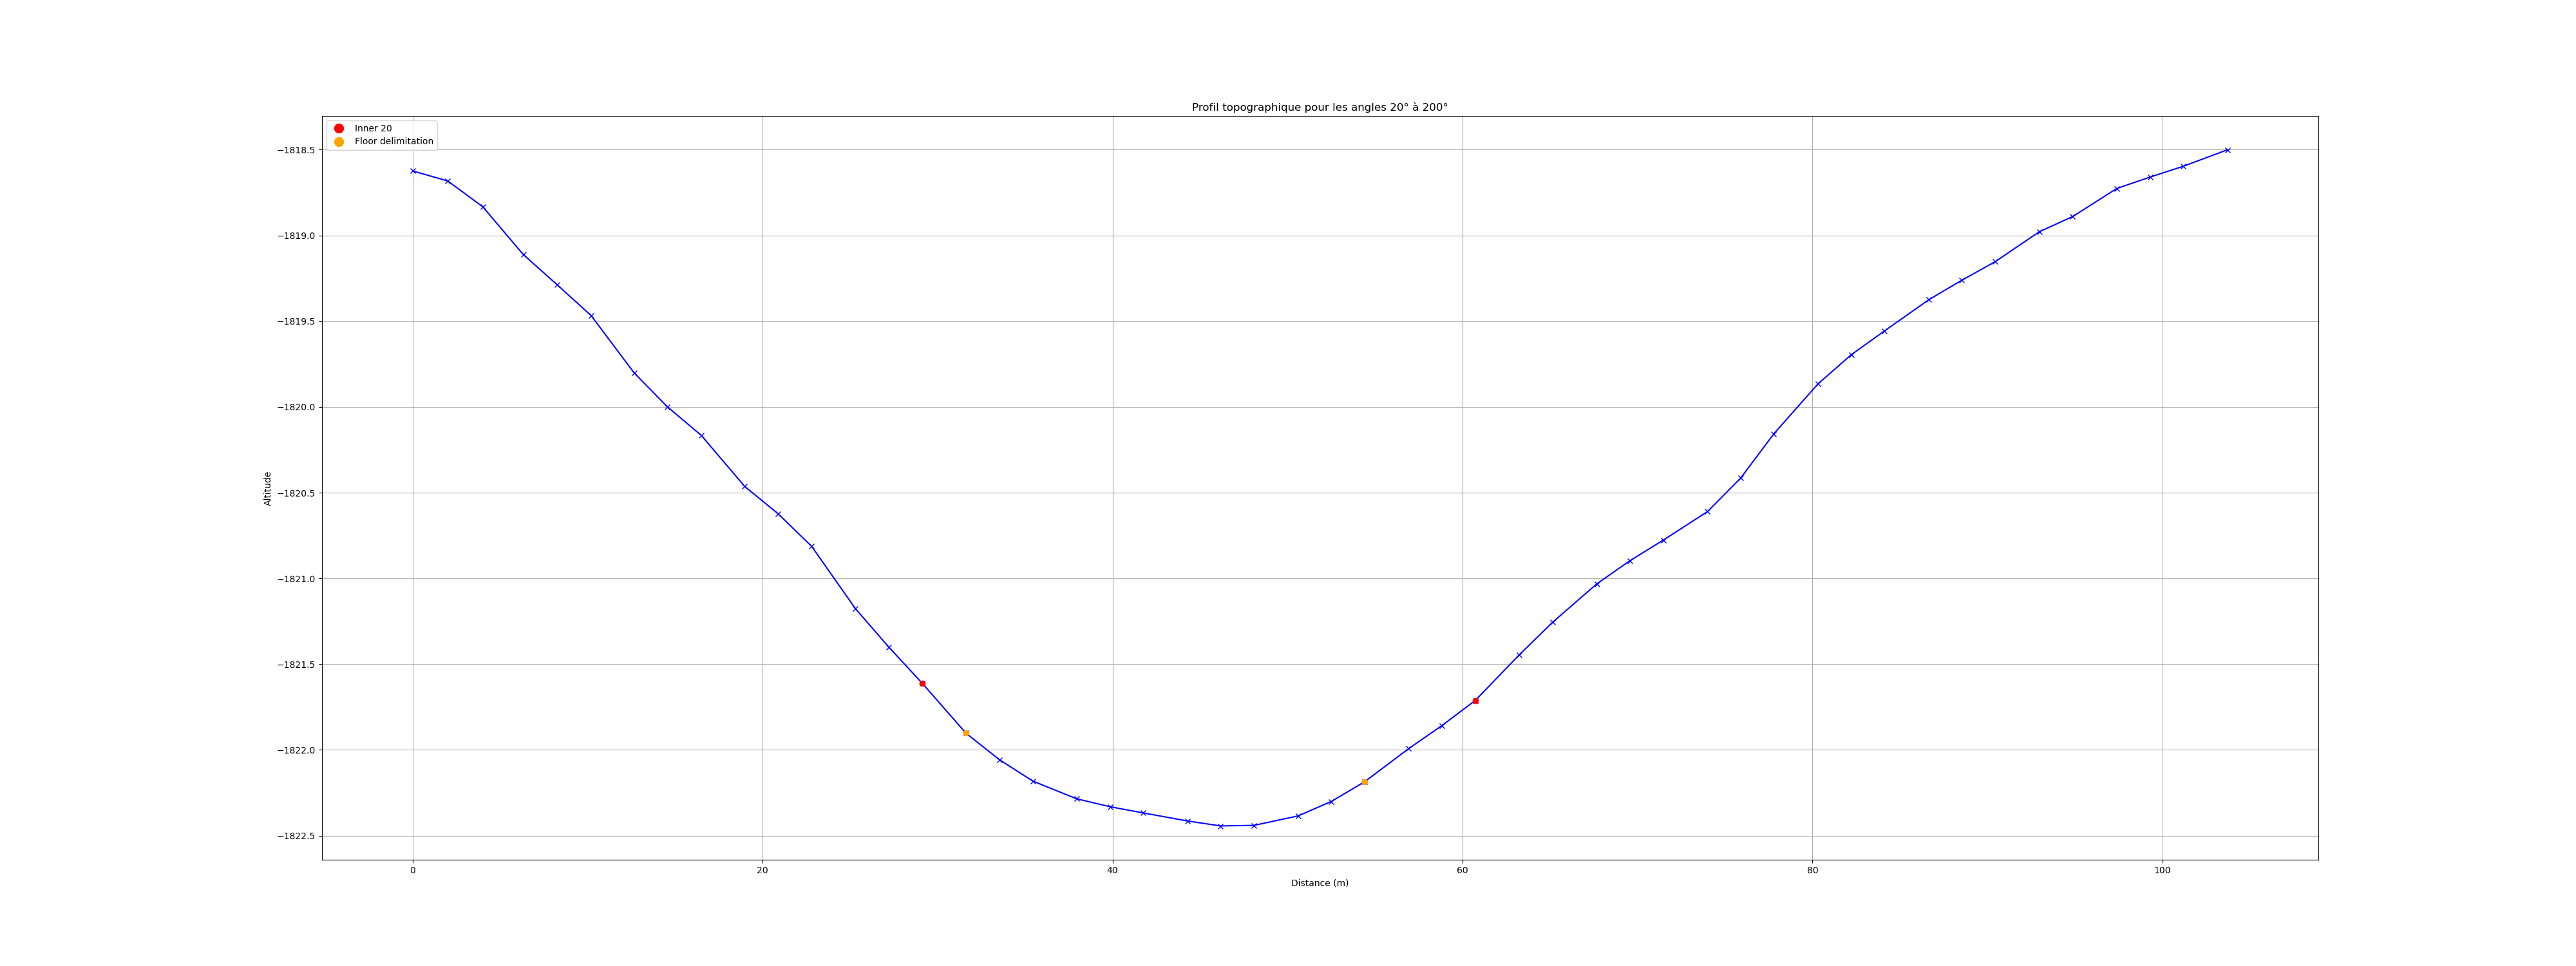 Profil topographique pour les angles 20° à 200°
Inner 20
Floor delimitation
−1818.5
−1819.0
−1819.5
−1820.0
−1820.5
−1821.0
−1821.5
−1822.0
−1822.5
Altitude
0 20 40 60 80 100
Distance (m)